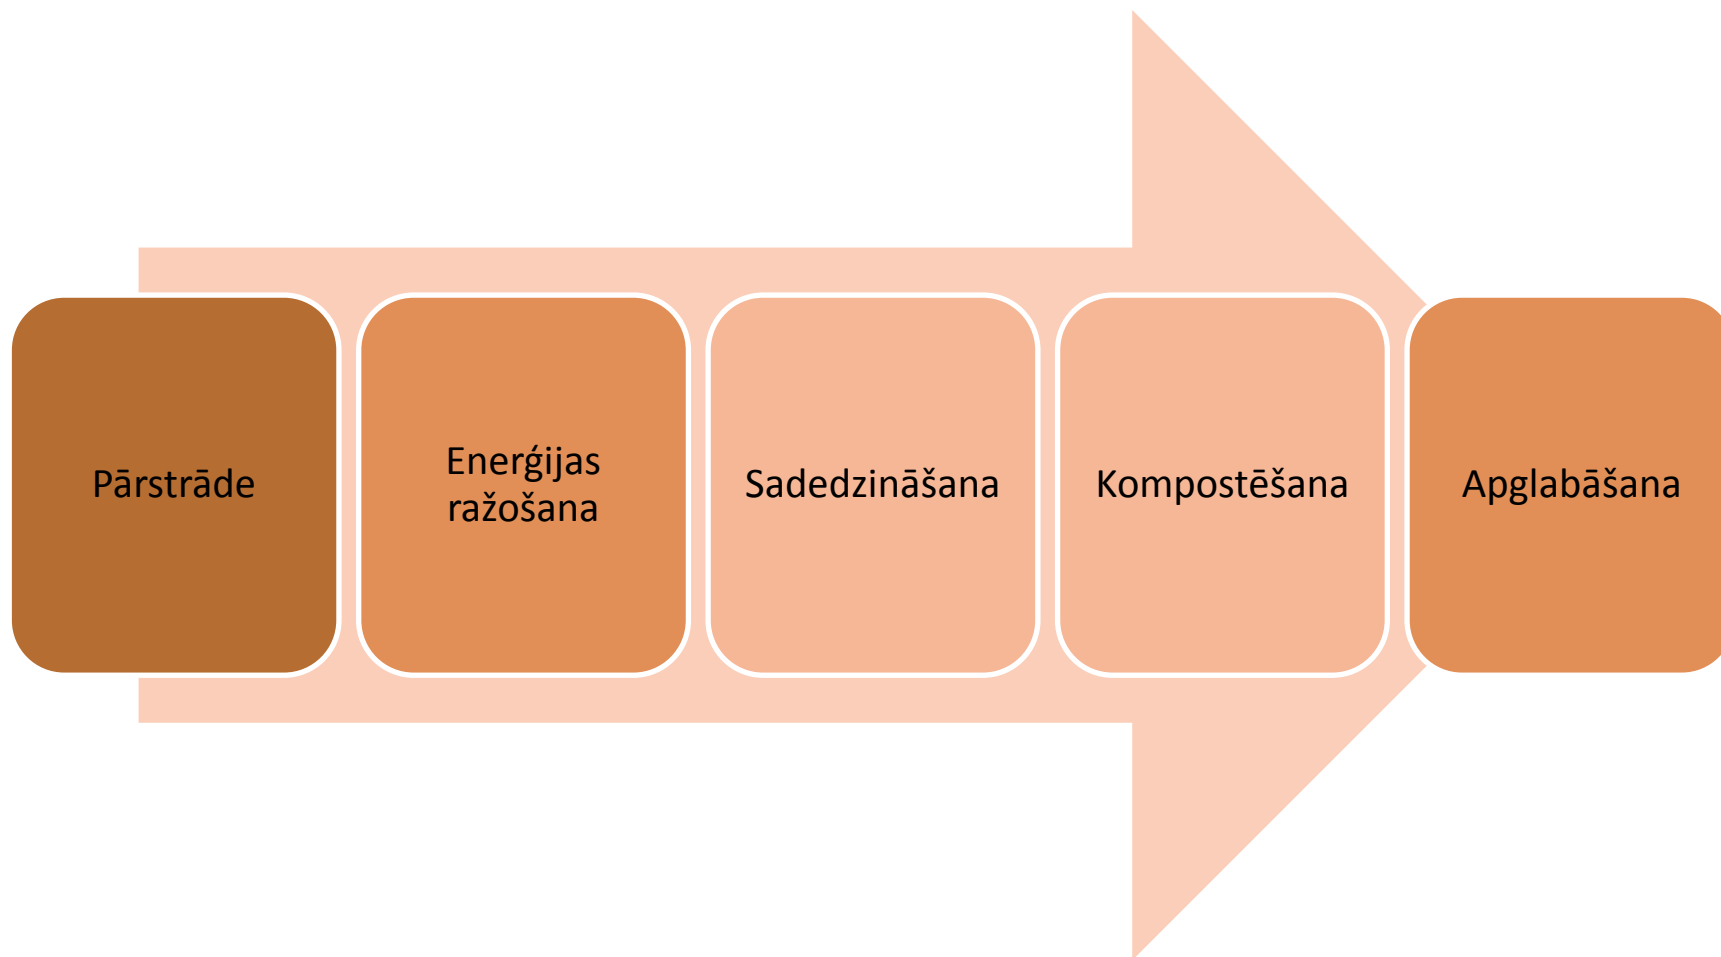 Pārstrāde
Enerģijas
ražošana
Sadedzināšana
Kompostēšana
Apglabāšana